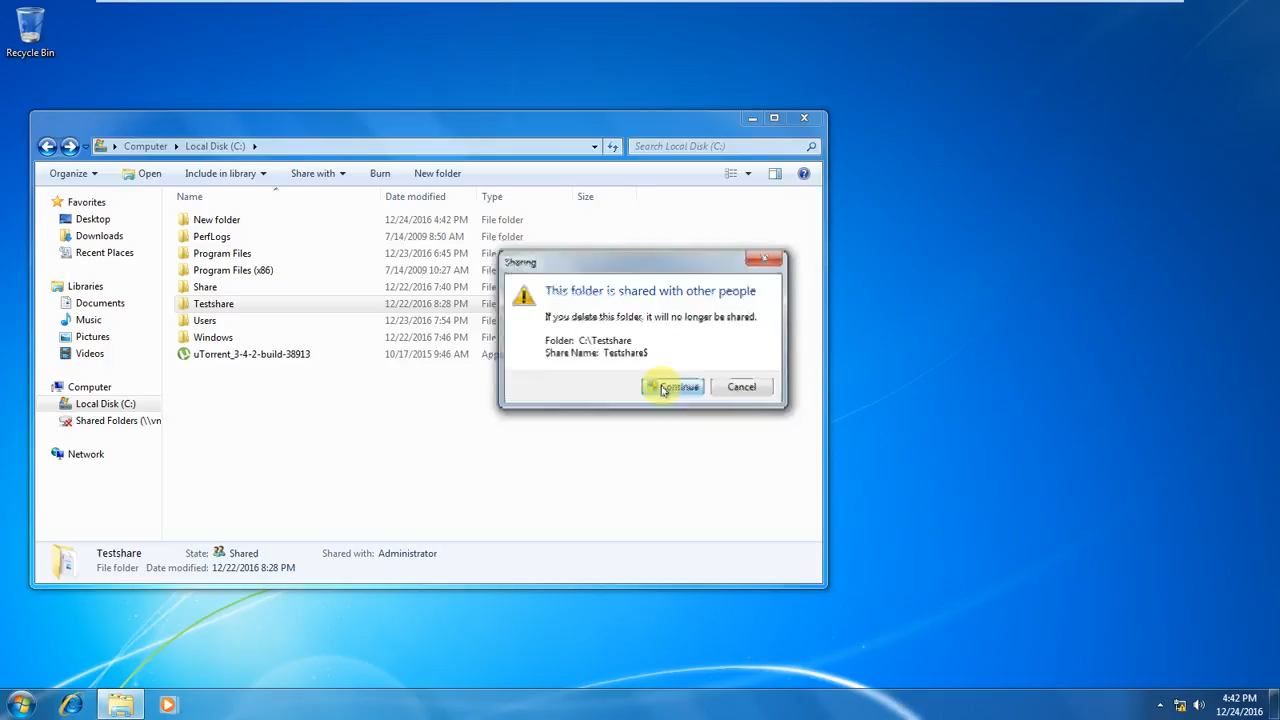 Recycle Bin
Computer Local Disk (C:)
Search Local Disk (C:)
Organize Open Include in library Share with Burn New folder
Name Date modified Type Size
Favorites
Desktop
Downloads
Recent Places
Libraries
Documents
Music
Pictures
Videos
Computer
Local Disk (C:)
Shared Folders (\\vn
Network
New folder 12/24/2016 4:42 PM File folder
PerfLogs 7/14/2009 8:50 AM File folder
Program Files 12/23/2016 6:45 PM File f
Program Files (x86) 7/14/2009 10:27 AM File f
Share 12/22/2016 7:40 PM File f
Testshare 12/22/2016 8:28 PM File f
Users 12/23/2016 7:54 PM File f
Windows 12/22/2016 7:46 PM File f
uTorrent_3-4-2-build-38913 10/17/2015 9:46 AM App
Sharing
This folder is shared with other people
If you delete this folder, it will no longer be shared.
Folder: C:\Testshare
Share Name: Testshare$
Continue Cancel
Testshare State: Shared Shared with: Administrator
File folder Date modified: 12/22/2016 8:28 PM
4:42 PM
12/24/2016